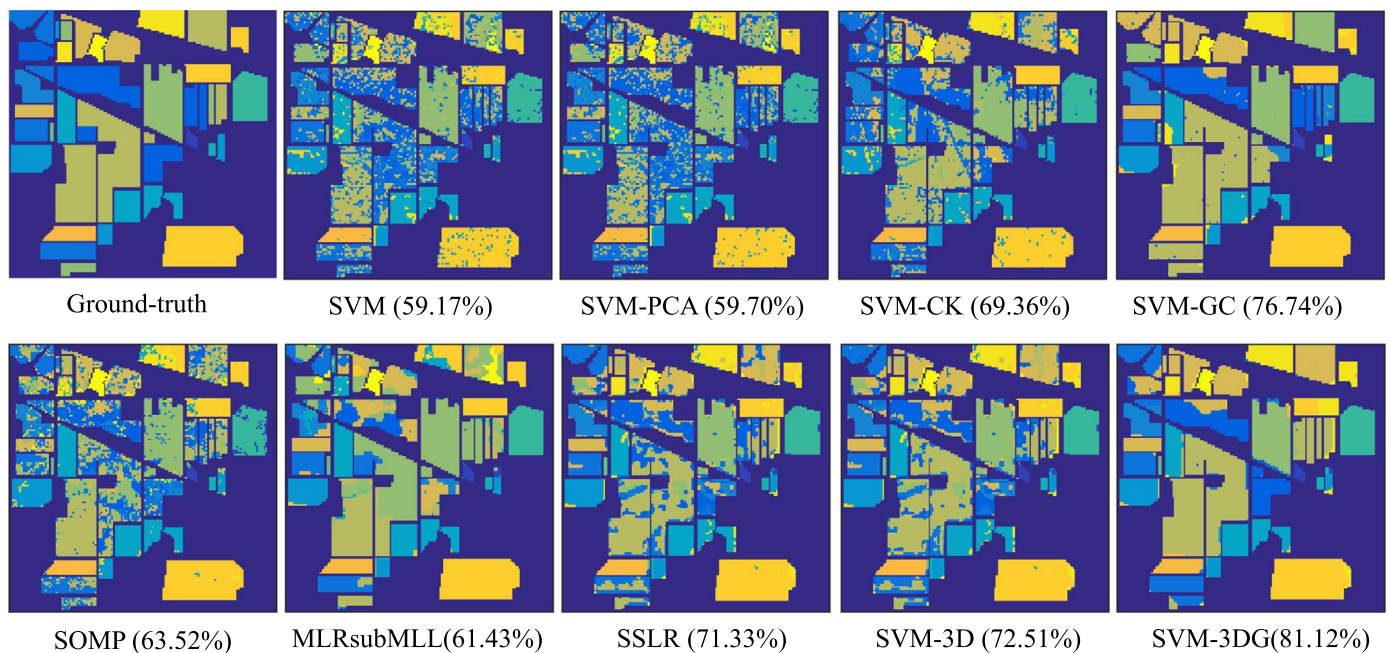 Ground-truth
SVM (59.17%)
SVM-PCA (59.70%)
SVM-CK (69.36%)
SVM-GC (76.74%)
SOMP (63.52%)
MLRsubMLL(61.43%)
SSLR (71.33%)
SVM-3D (72.51%)
SVM-3DG(81.12%)